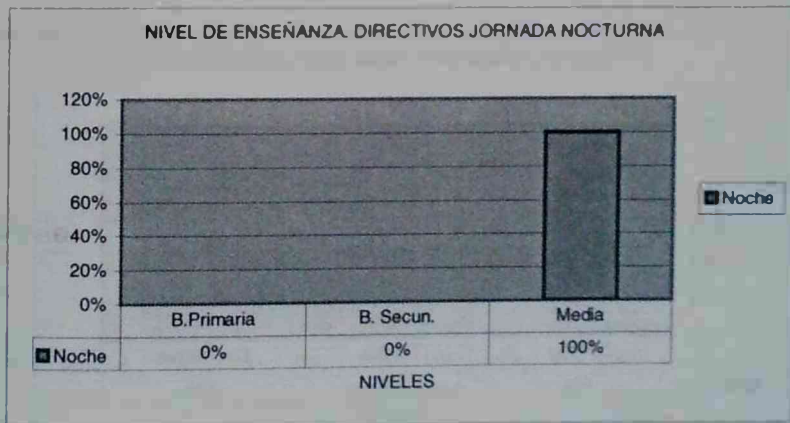 NIVEL DE ENSEÑANZA. DIRECTIVOS JORNADA NOCTURNA
120%
100%
80%
60%
40%
20%
0%
Noche
B.Primaria B. Secun. Media
Noche 0% 0% 100%
NIVELES